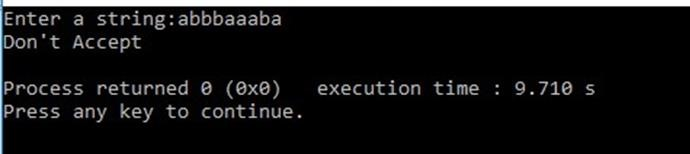 Enter a string:abbbaaaba
Don't Accept
Process returned 0 (0x0)   execution time : 9.710 s
Press any key to continue.